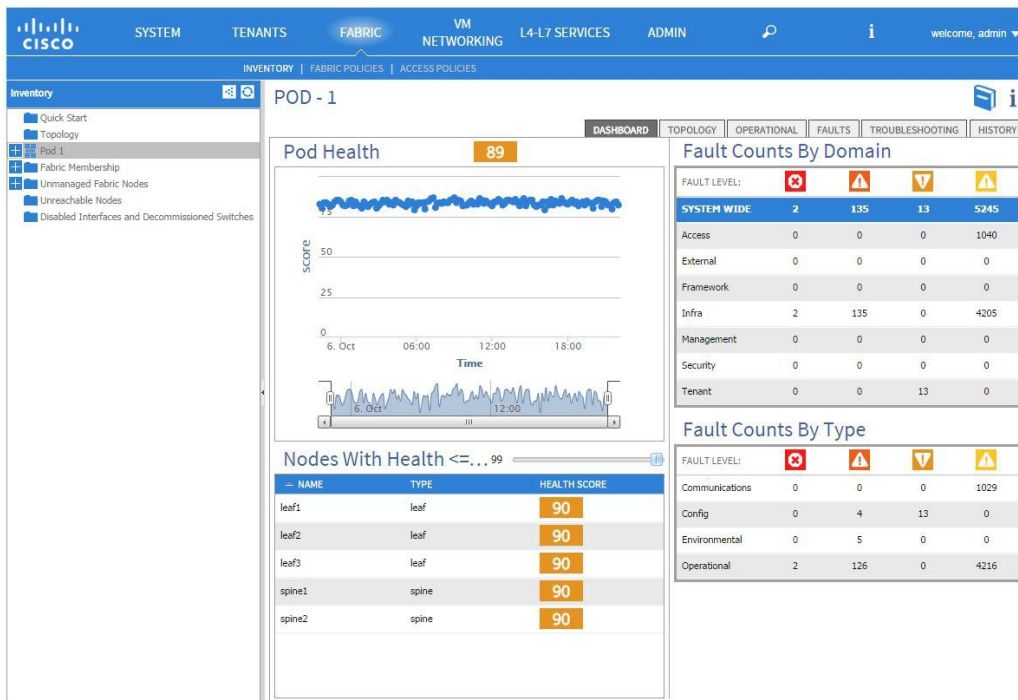 CISCO
SYSTEM TENANTS FABRIC VM NETWORKING L4-L7 SERVICES ADMIN i welcome, admin
INVENTORY | FABRIC POLICIES | ACCESS POLICIES
Inventory
Quick Start
Topology
Pod 1
Fabric Membership
Unmanaged Fabric Nodes
Unreachable Nodes
Disabled Interfaces and Decommissioned Switches
POD - 1
i
DASHBOARD TOPOLOGY OPERATIONAL FAULTS TROUBLESHOOTING HISTORY
Pod Health 89
score
75
50
25
0
6. Oct 06:00 12:00 18:00
Time
6. Oct 12:00
Nodes With Health <=... 99
NAME TYPE HEALTH SCORE
leaf1 leaf 90
leaf2 leaf 90
leaf3 leaf 90
spine1 spine 90
spine2 spine 90
Fault Counts By Domain
FAULT LEVEL:
SYSTEM WIDE 2 135 13 5245
Access 0 0 0 1040
External 0 0 0 0
Framework 0 0 0 0
Infra 2 135 0 4205
Management 0 0 0 0
Security 0 0 0 0
Tenant 0 0 13 0
Fault Counts By Type
FAULT LEVEL:
Communications 0 0 0 1029
Config 0 4 13 0
Environmental 0 5 0 0
Operational 2 126 0 4216